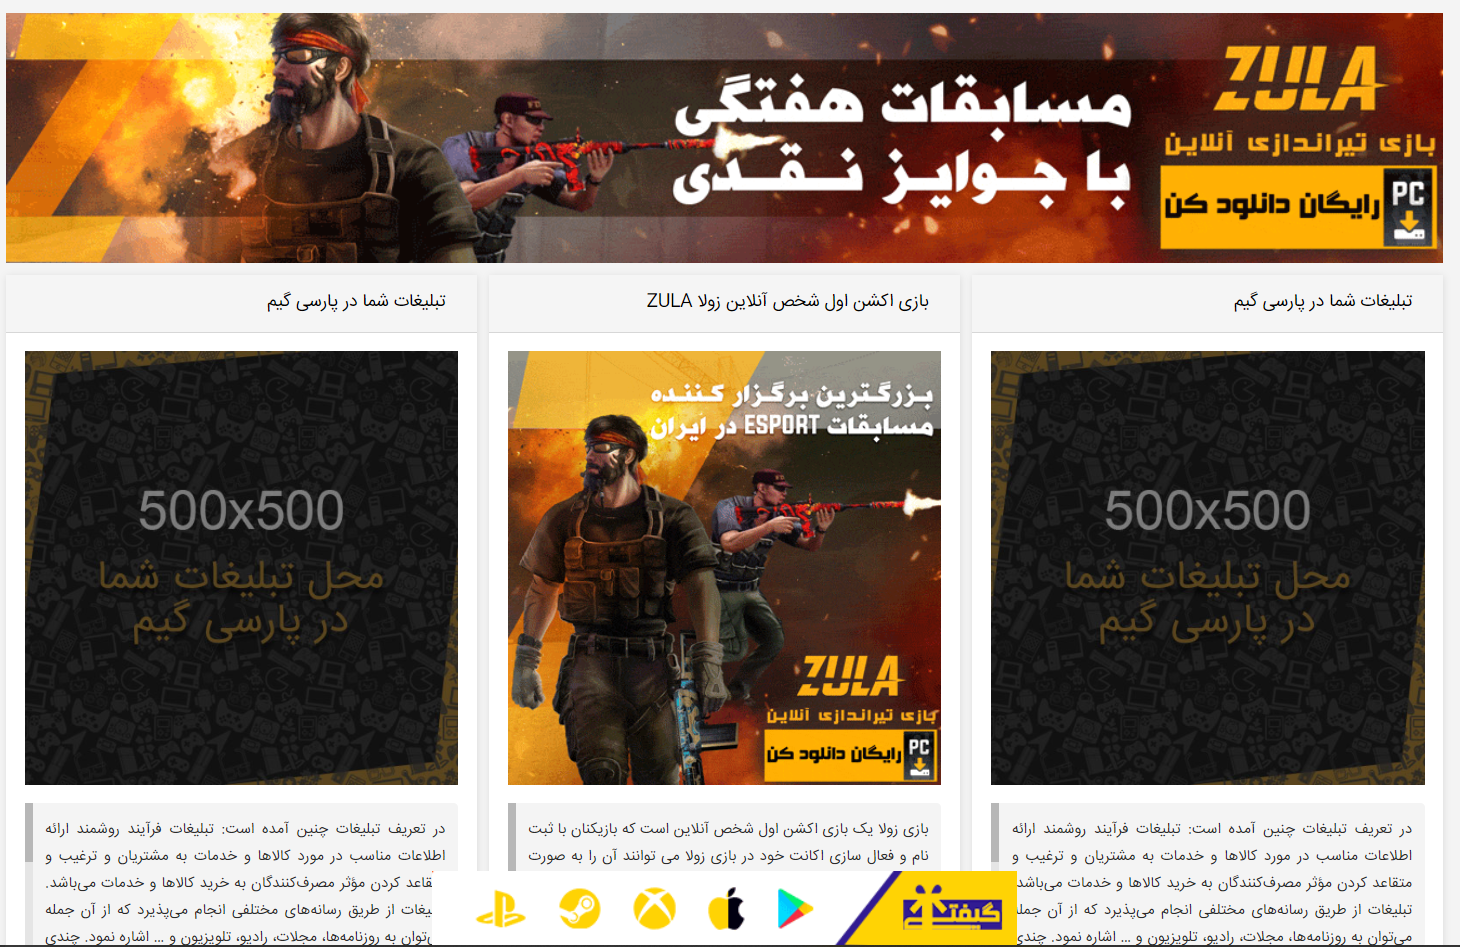 ZULA
مسابقات هفتگی
با جوایز نقدی
بازی تیراندازی آنلاین
رایگان دانلود کن
PC
تبلیغات شما در پارسی گیم
500x500
محل تبلیغات شما
در پارسی گیم
در تعریف تبلیغات چنین آمده است: تبلیغات فرآیند روشمند ارائه
اطلاعات مناسب در مورد کالاها و خدمات به مشتریان و ترغیب و
متقاعد کردن مؤثر مصرف‌کنندگان به خرید کالاها و خدمات می‌باشد.
تبلیغات از طریق رسانه‌های مختلفی انجام می‌پذیرد که از آن جمله
می‌توان به روزنامه‌ها، مجلات، رادیو، تلویزیون و ... اشاره نمود. چندی
بازی اکشن اول شخص آنلاین زولا ZULA
بزرگترین برگزار کننده
مسابقات ESPORT در ایران
ZULA
بازی تیراندازی آنلاین
رایگان دانلود کن
PC
بازی زولا یک بازی اکشن اول شخص آنلاین است که بازیکنان با ثبت
نام و فعال سازی اکانت خود در بازی زولا می توانند آن را به صورت
تبلیغات شما در پارسی گیم
500x500
محل تبلیغات شما
در پارسی گیم
در تعریف تبلیغات چنین آمده است: تبلیغات فرآیند روشمند ارائه
اطلاعات مناسب در مورد کالاها و خدمات به مشتریان و ترغیب و
متقاعد کردن مؤثر مصرف‌کنندگان به خرید کالاها و خدمات می‌باشد.
تبلیغات از طریق رسانه‌های مختلفی انجام می‌پذیرد که از آن جمله
می‌توان به روزنامه‌ها، مجلات، رادیو، تلویزیون و ... اشاره نمود. چندی